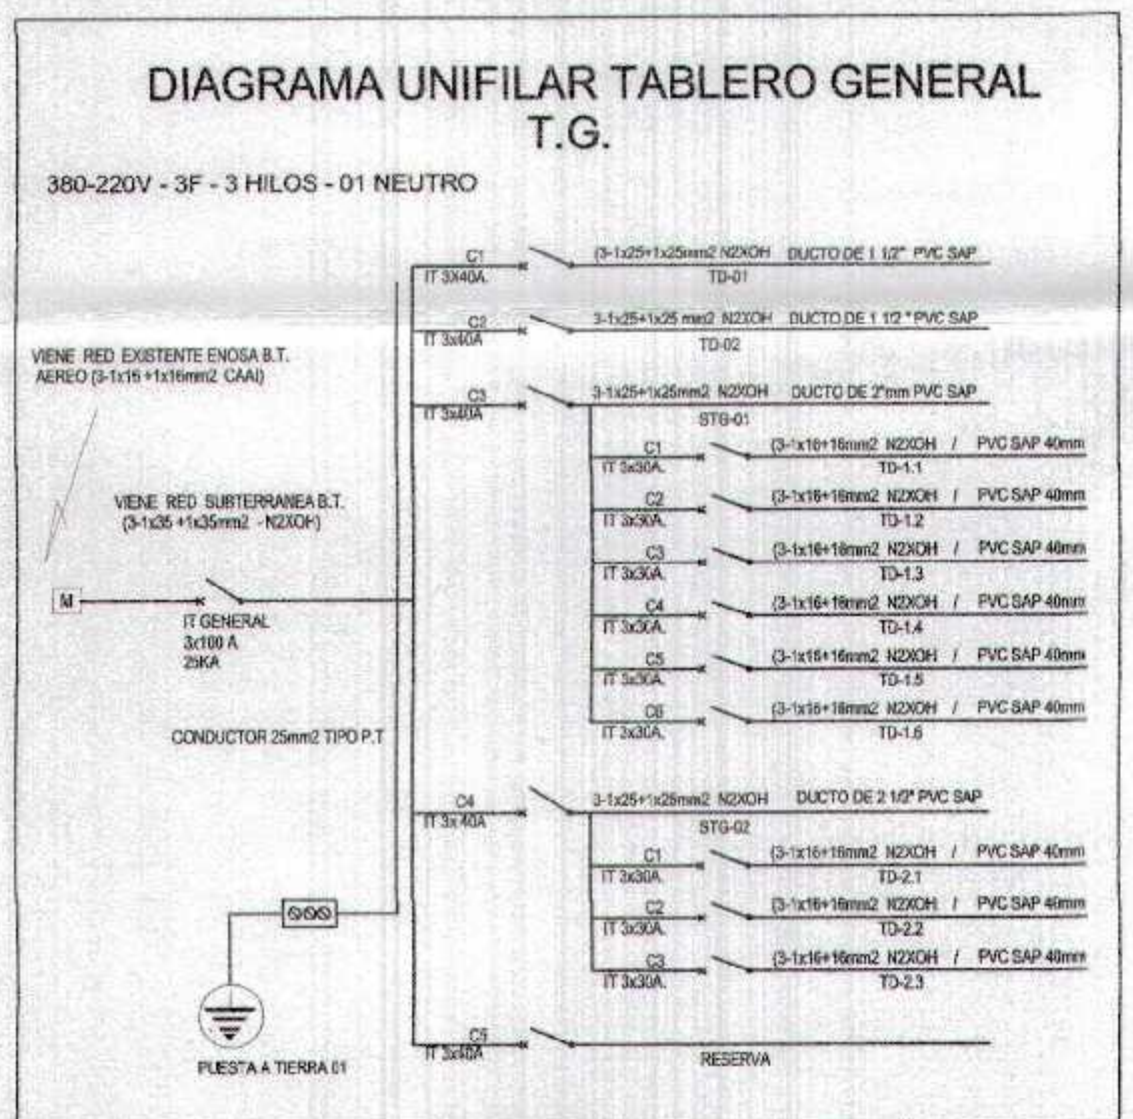 DIAGRAMA UNIFILAR TABLERO GENERAL
T.G.
380-220V - 3F - 3 HILOS - 01 NEUTRO
C1
IT 3X40A.
(3-1x25+1x25mm2 N2XOH DUCTO DE 1 1/2" PVC SAP
TD-01
C2
IT 3x40A
3-1x25+1x25 mm2 N2XOH DUCTO DE 1 1/2 " PVC SAP
TD-02
VIENE RED EXISTENTE ENOSA B.T.
AEREO (3-1x16 +1x16mm2 CAAI)
C3
IT 3x40A
3-1x25+1x25mm2 N2XOH DUCTO DE 2"mm PVC SAP
STG-01
C1
IT 3x30A.
(3-1x16+16mm2 N2XOH / PVC SAP 40mm
TD-1.1
C2
IT 3x30A.
(3-1x16+16mm2 N2XOH / PVC SAP 40mm
TD-1.2
C3
IT 3x30A.
(3-1x16+16mm2 N2XOH / PVC SAP 40mm
TD-1.3
C4
IT 3x30A.
(3-1x16+16mm2 N2XOH / PVC SAP 40mm
TD-1.4
C5
IT 3x30A.
(3-1x16+16mm2 N2XOH / PVC SAP 40mm
TD-1.5
C6
IT 3x30A.
(3-1x16+16mm2 N2XOH / PVC SAP 40mm
TD-1.6
VIENE RED SUBTERRANEA B.T.
(3-1x35 +1x35mm2 - N2XOH)
M
IT GENERAL
3x100 A
25KA
CONDUCTOR 25mm2 TIPO P.T
C4
IT 3x40A
3-1x25+1x25mm2 N2XOH DUCTO DE 2 1/2" PVC SAP
STG-02
C1
IT 3x30A.
(3-1x16+16mm2 N2XOH / PVC SAP 40mm
TD-2.1
C2
IT 3x30A.
(3-1x16+16mm2 N2XOH / PVC SAP 40mm
TD-2.2
C3
IT 3x30A.
(3-1x16+16mm2 N2XOH / PVC SAP 40mm
TD-2.3
C5
IT 3x40A
RESERVA
PUESTA A TIERRA 01